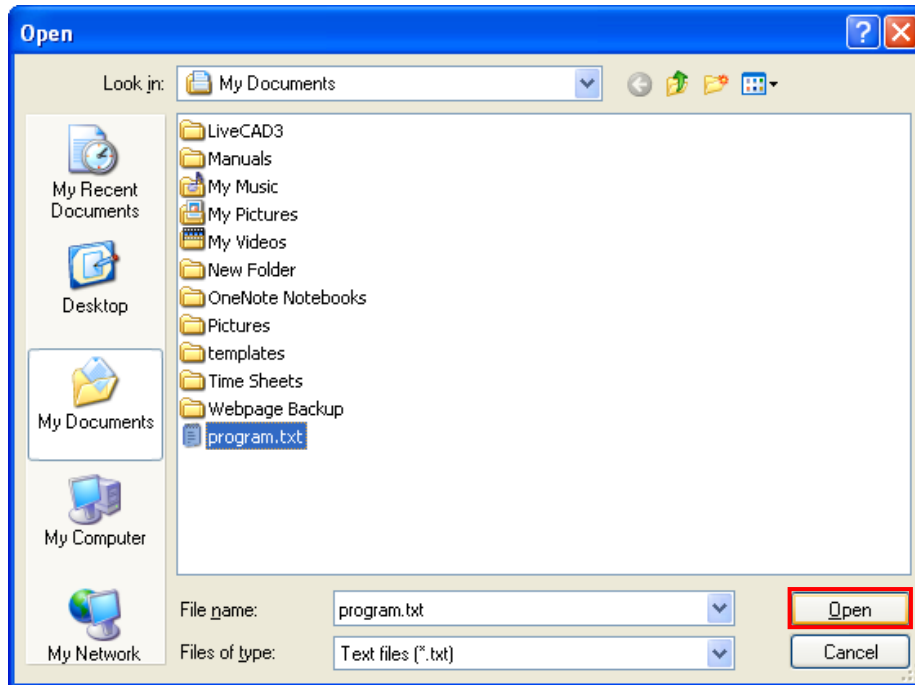 Open
Look in: My Documents
My Recent
Documents
Desktop
My Documents
My Computer
My Network
LiveCAD3
Manuals
My Music
My Pictures
My Videos
New Folder
OneNote Notebooks
Pictures
templates
Time Sheets
Webpage Backup
program.txt
File name: program.txt Open
Files of type: Text files (*.txt) Cancel